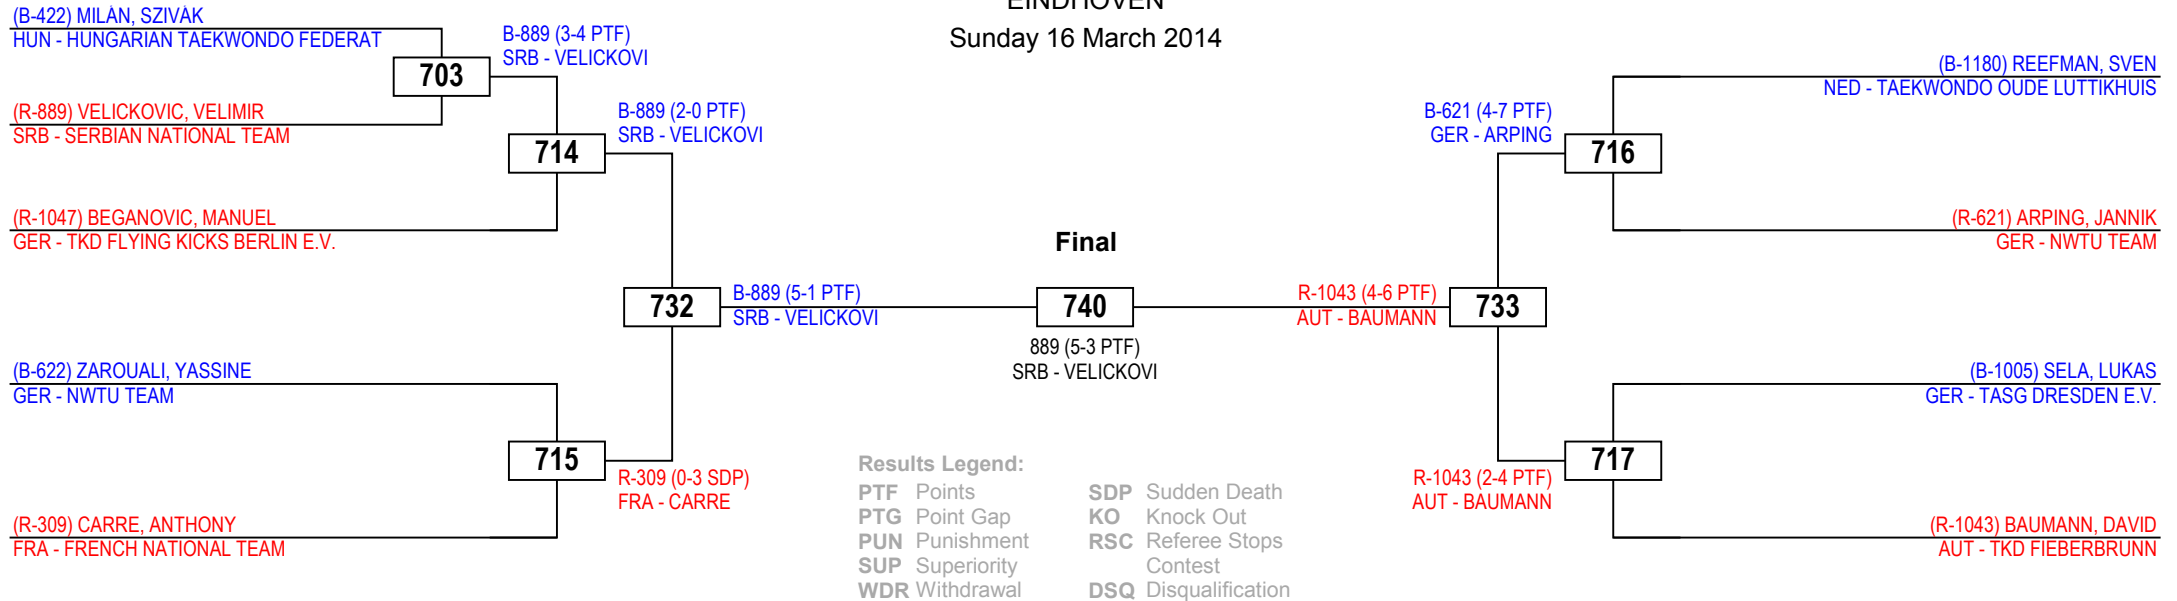 EINDHOVEN
Sunday 16 March 2014
(B-422) MILÁN, SZIVÁK
HUN - HUNGARIAN TAEKWONDO FEDERAT
703
(R-889) VELICKOVIC, VELIMIR
SRB - SERBIAN NATIONAL TEAM
B-889 (3-4 PTF)
SRB - VELICKOVI
714
(R-1047) BEGANOVIC, MANUEL
GER - TKD FLYING KICKS BERLIN E.V.
B-889 (2-0 PTF)
SRB - VELICKOVI
732
(B-622) ZAROUALI, YASSINE
GER - NWTU TEAM
715
(R-309) CARRE, ANTHONY
FRA - FRENCH NATIONAL TEAM
R-309 (0-3 SDP)
FRA - CARRE
B-889 (5-1 PTF)
SRB - VELICKOVI
Final
740
889 (5-3 PTF)
SRB - VELICKOVI
R-1043 (4-6 PTF)
AUT - BAUMANN
733
B-621 (4-7 PTF)
GER - ARPING
716
(B-1180) REEFMAN, SVEN
NED - TAEKWONDO OUDE LUTTIKHUIS
(R-621) ARPING, JANNIK
GER - NWTU TEAM
R-1043 (2-4 PTF)
AUT - BAUMANN
717
(B-1005) SELA, LUKAS
GER - TASG DRESDEN E.V.
(R-1043) BAUMANN, DAVID
AUT - TKD FIEBERBRUNN
Results Legend:
PTF Points
PTG Point Gap
PUN Punishment
SUP Superiority
WDR Withdrawal
SDP Sudden Death
KO Knock Out
RSC Referee Stops
Contest
DSQ Disqualification